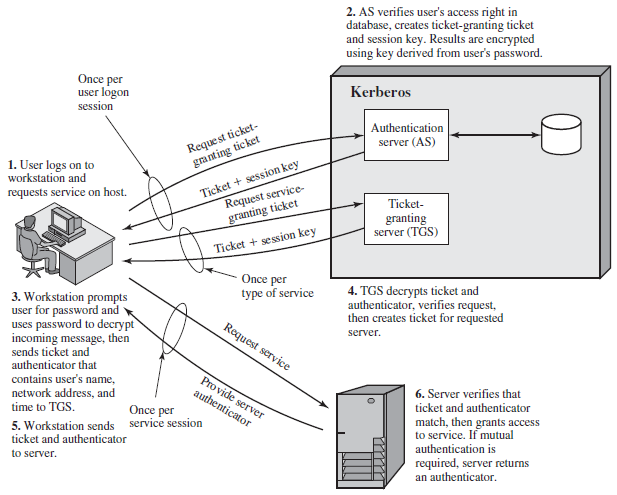 2. AS verifies user's access right in
database, creates ticket-granting ticket
and session key. Results are encrypted
using key derived from user's password.
Once per
user logon
session
Kerberos
Request ticket-
granting ticket
Authentication
server (AS)
1. User logs on to
workstation and
requests service on host.
Ticket + session key
Request service-
granting ticket
Ticket-
granting
server (TGS)
Ticket + session key
Once per
type of service
3. Workstation prompts
user for password and
uses password to decrypt
incoming message, then
sends ticket and
authenticator that
contains user's name,
network address, and
time to TGS.
4. TGS decrypts ticket and
authenticator, verifies request,
then creates ticket for requested
server.
Request service
Provide server
authenticator
Once per
service session
5. Workstation sends
ticket and authenticator
to server.
6. Server verifies that
ticket and authenticator
match, then grants access
to service. If mutual
authentication is
required, server returns
an authenticator.